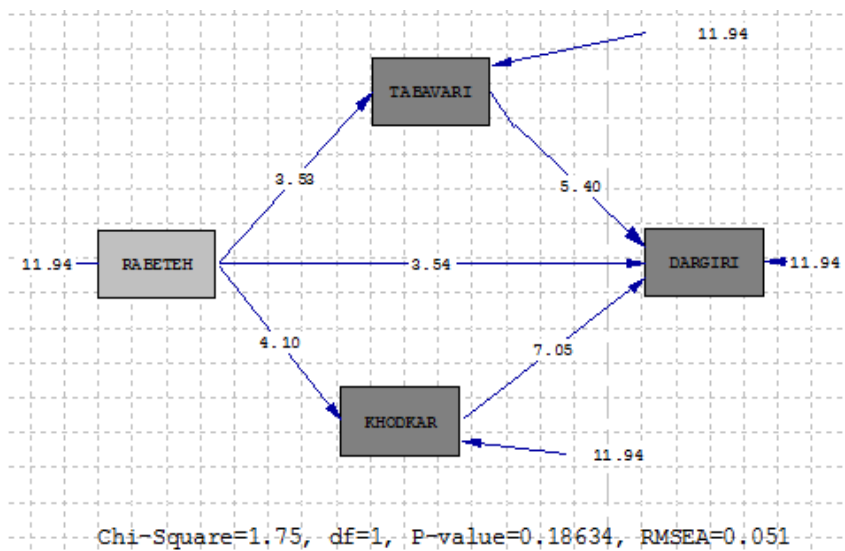 11.94
TABAVARI
3.53
5.40
11.94
RABETEH
3.54
DARGIRI
11.94
4.10
7.05
KHODKAR
11.94
Chi-Square=1.75, df=1, P-value=0.18634, RMSEA=0.051